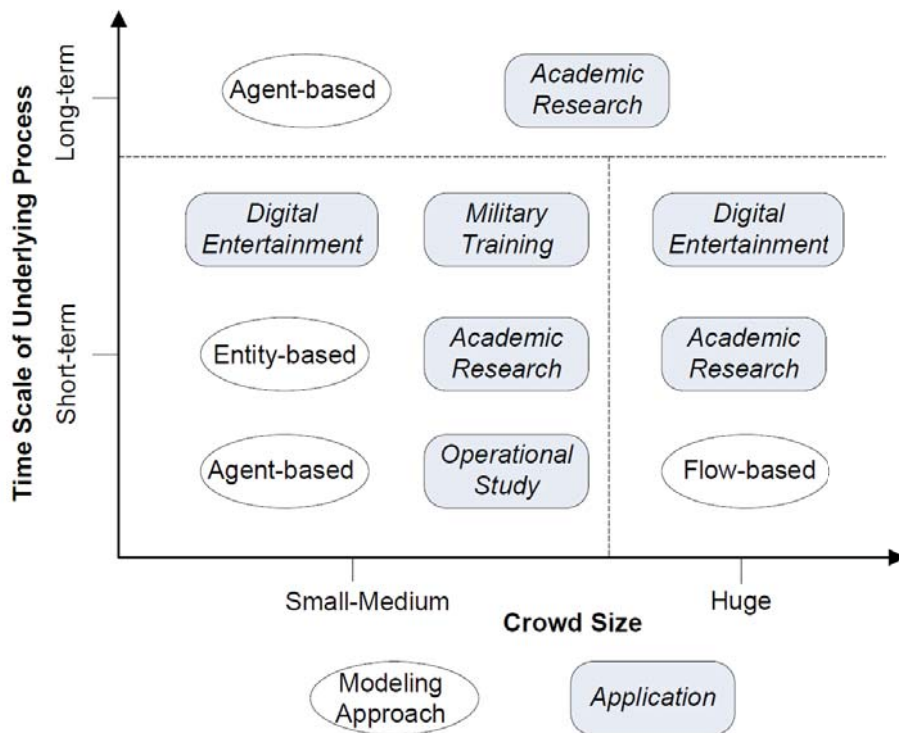 Time Scale of Underlying Process
Long-term
Short-term
Agent-based
Academic
Research
Digital
Entertainment
Military
Training
Digital
Entertainment
Entity-based
Academic
Research
Academic
Research
Agent-based
Operational
Study
Flow-based
Small-Medium
Huge
Crowd Size
Modeling
Approach
Application